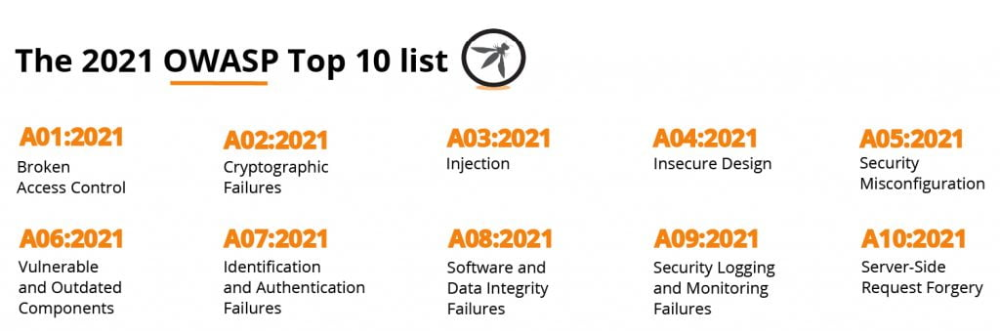 The 2021 OWASP Top 10 list
A01:2021
Broken
Access Control
A02:2021
Cryptographic
Failures
A03:2021
Injection
A04:2021
Insecure Design
A05:2021
Security
Misconfiguration
A06:2021
Vulnerable
and Outdated
Components
A07:2021
Identification
and Authentication
Failures
A08:2021
Software and
Data Integrity
Failures
A09:2021
Security Logging
and Monitoring
Failures
A10:2021
Server-Side
Request Forgery